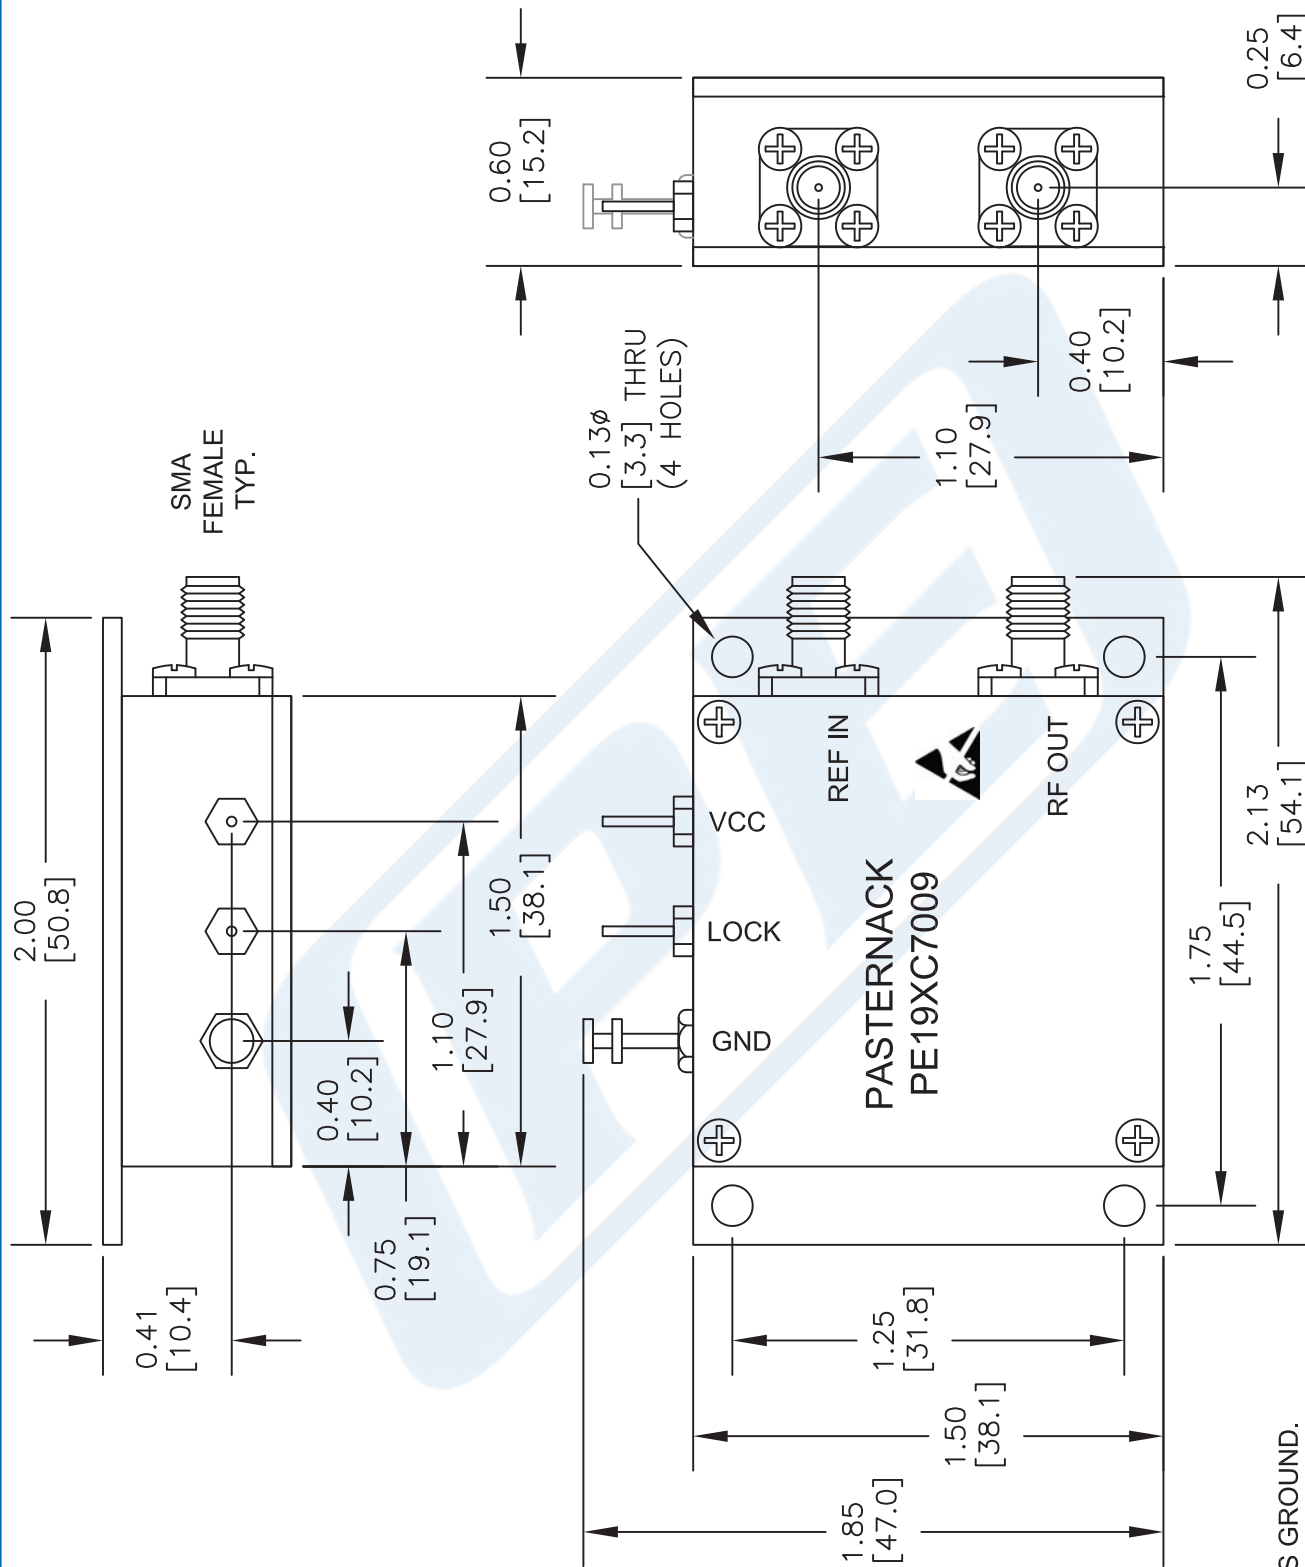 2.00
[50.8]
SMA
FEMALE
TYP.
0.60
[15.2]
0.41
[10.4]
0.75
[19.1]
0.40
[10.2]
1.10
[27.9]
1.50
[38.1]
0.13ø
[3.3] THRU
(4 HOLES)
0.25
[6.4]
0.40
[10.2]
1.10
[27.9]
GND
LOCK
VCC
REF IN
RF OUT
PASTERNACK
PE19XC7009
1.75
[44.5]
2.13
[54.1]
1.25
[31.8]
1.50
[38.1]
1.85
[47.0]
S GROUND.
PE